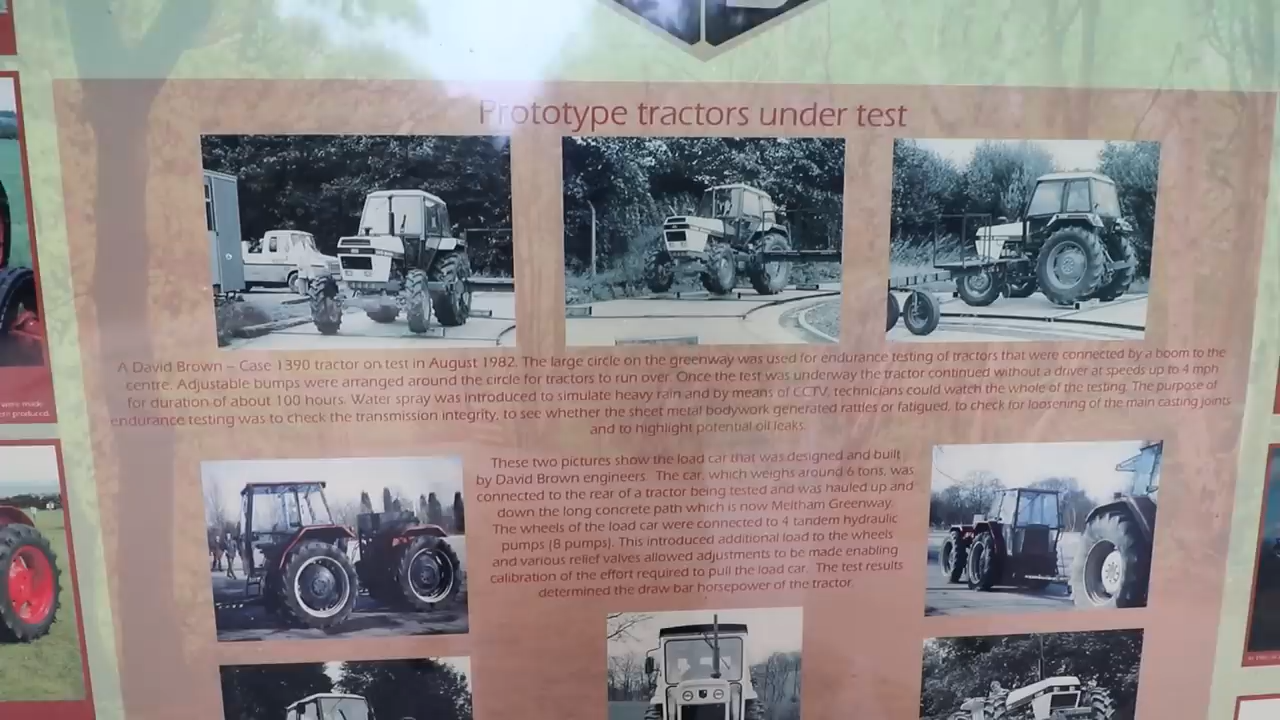 Prototype tractors under test
A David Brown – Case 1390 tractor on test in August 1982. The large circle on the greenway was used for endurance testing of tractors that were connected by a boom to the
centre. Adjustable bumps were arranged around the circle for tractors to run over. Once the test was underway the tractor continued without a driver at speeds up to 4 mph
for duration of about 100 hours. Water spray was introduced to simulate heavy rain and by means of CCTV, technicians could watch the whole of the testing. The purpose of
endurance testing was to check the transmission integrity, to see whether the sheet metal bodywork generated rattles or fatigued, to check for loosening of the main casting joints
and to highlight potential oil leaks.
These two pictures show the load car that was designed and built
by David Brown engineers. The car, which weighs around 6 tons, was
connected to the rear of a tractor being tested and was hauled up and
down the long concrete path which is now Meltham Greenway.
The wheels of the load car were connected to 4 tandem hydraulic
pumps (8 pumps). This introduced additional load to the wheels
and various relief valves allowed adjustments to be made enabling
calibration of the effort required to pull the load car. The test results
determined the draw bar horsepower of the tractor.
were made
produced.